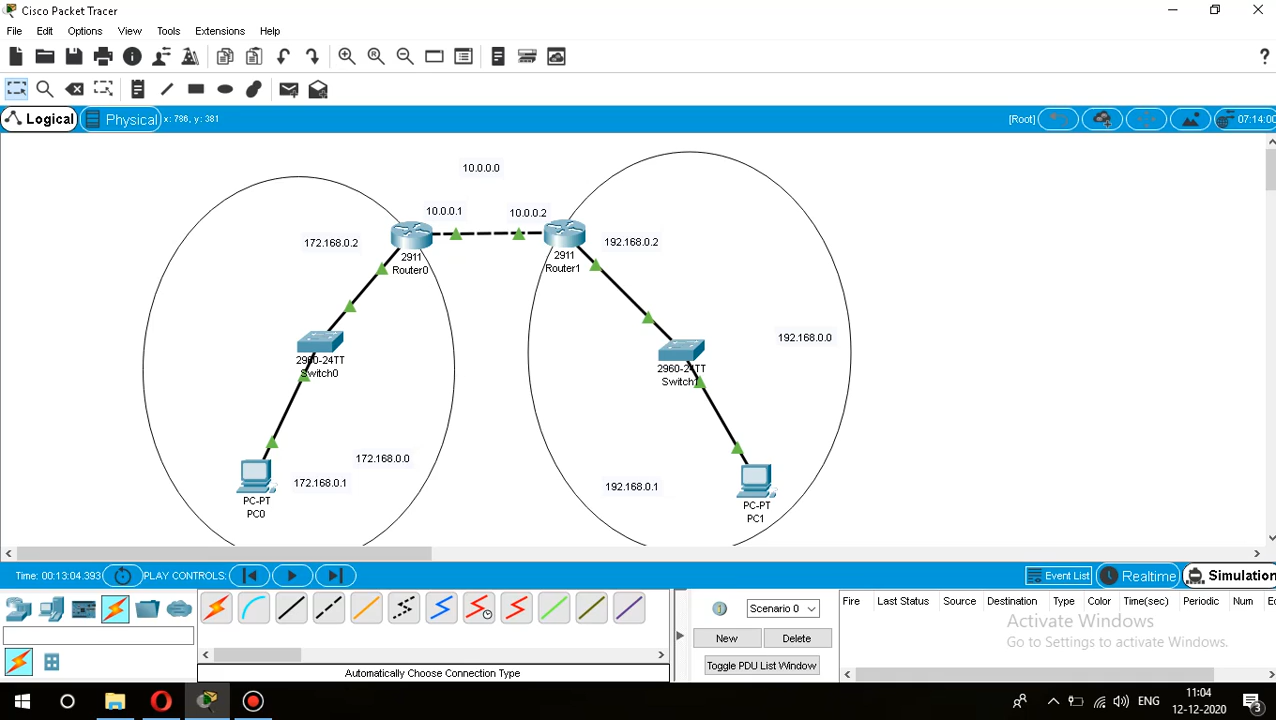 Cisco Packet Tracer
File Edit Options View Tools Extensions Help
Logical Physical x: 786, y: 381 [Root] 07:14:00
10.0.0.0
10.0.0.1 10.0.0.2
172.168.0.2 192.168.0.2
2911
Router0
2911
Router1
192.168.0.0
2960-24TT
Switch0
2960-24TT
172.168.0.0
172.168.0.1
192.168.0.1
PC-PT
PC0
PC-PT
PC1
Time: 00:13:04.393 PLAY CONTROLS: Event List Realtime Simulation
Scenario 0
Fire Last Status Source Destination Type Color Time(sec) Periodic Num
New Delete
Toggle PDU List Window
Automatically Choose Connection Type
Activate Windows
Go to Settings to activate Windows.
ENG
11:04
12-12-2020
3